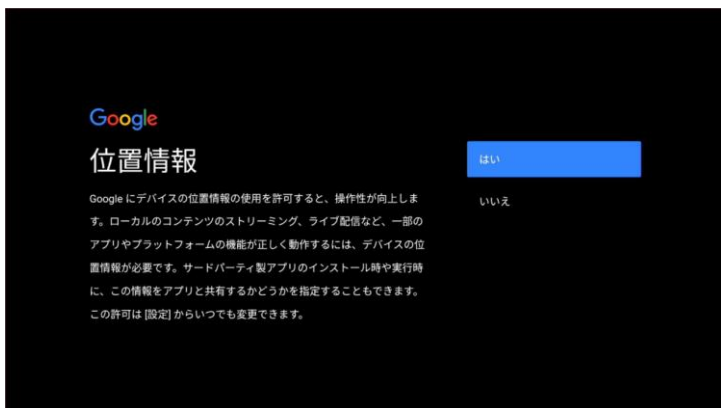 Google
位置情報
Google にデバイスの位置情報の使用を許可すると、操作性が向上しま
す。ローカルのコンテンツのストリーミング、ライブ配信など、一部の
アプリやプラットフォームの機能が正しく動作するには、デバイスの位
置情報が必要です。サードパーティ製アプリのインストール時や実行時
に、この情報をアプリと共有するかどうかを指定することもできます。
この許可は [設定] からいつでも変更できます。
はい
いいえ